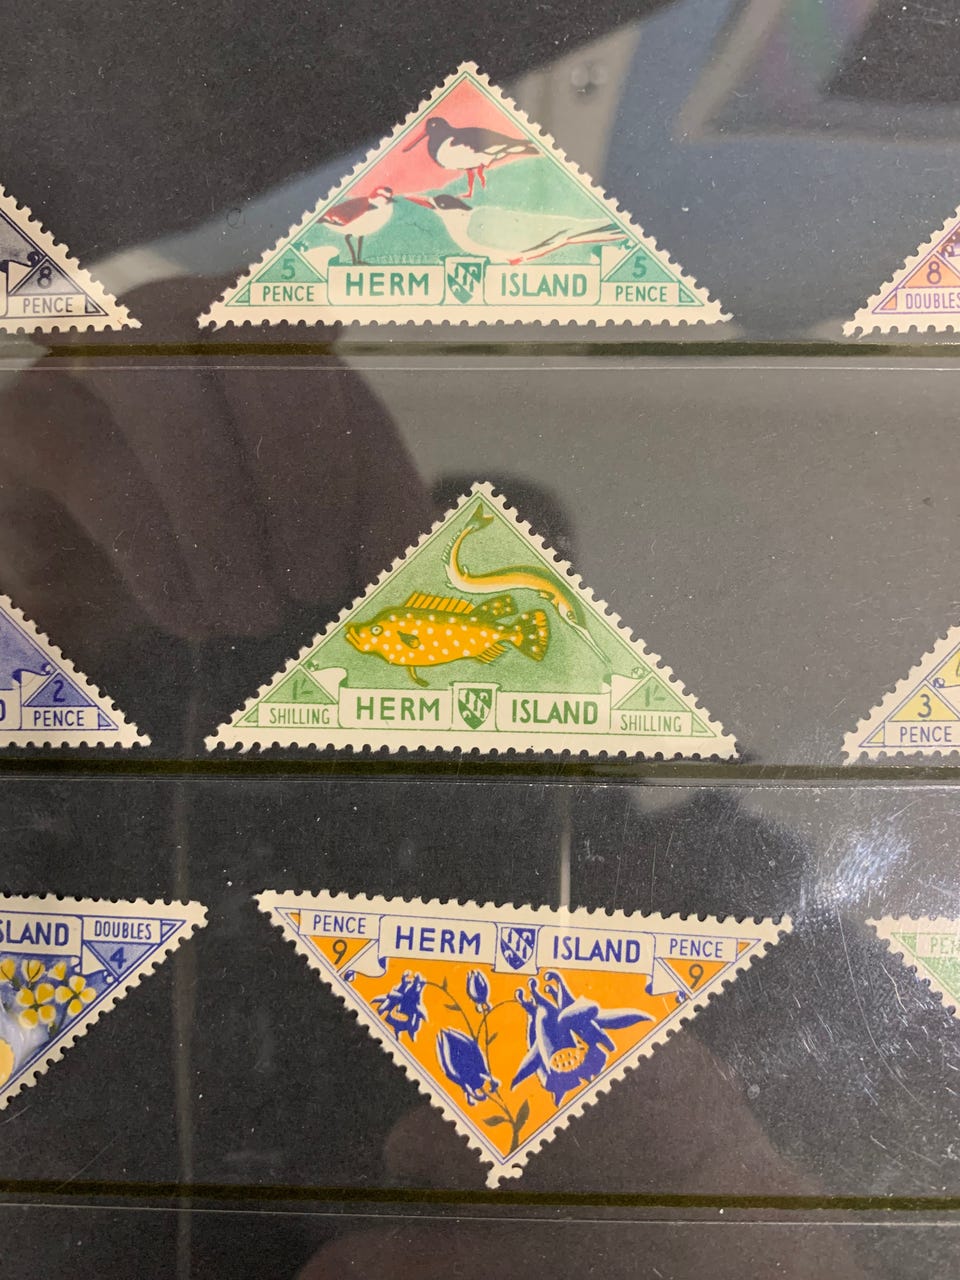 8
PENCE
5
PENCE
HERM ISLAND
5
PENCE
8
DOUBLES
2
PENCE
1/-
SHILLING
HERM ISLAND
1/-
SHILLING
3
PENCE
ISLAND
DOUBLES
4
PENCE
9
HERM ISLAND
PENCE
9